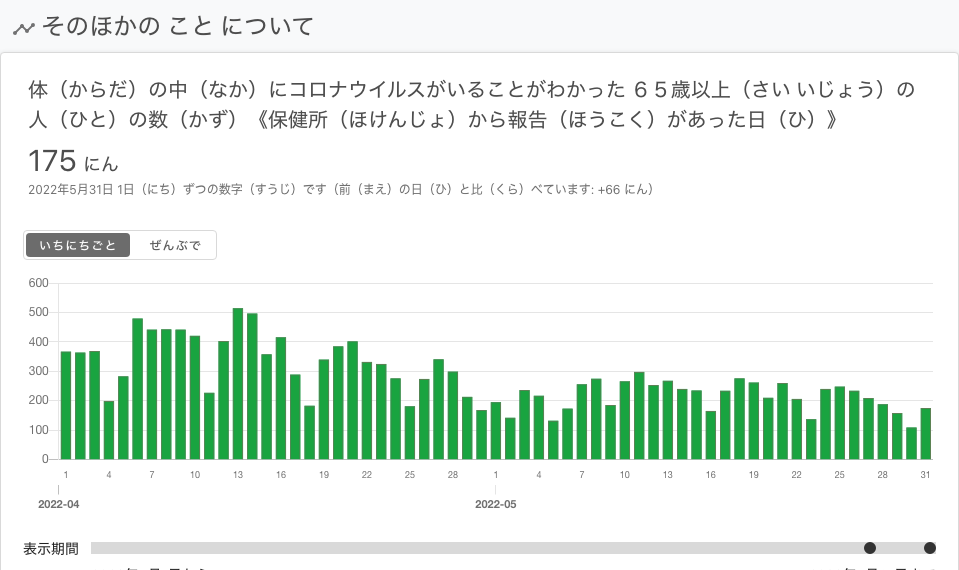 そのほかの こと について
体（からだ）の中（なか）にコロナウイルスがいることがわかった ６５歳以上（さい いじょう）の
人（ひと）の数（かず）《保健所（ほけんじょ）から報告（ほうこく）があった日（ひ）》
175 にん
2022年5月31日 1日（にち）ずつの数字（すうじ）です（前（まえ）の日（ひ）と比（くら）べています: +66 にん）
いちにちごと ぜんぶで
600
500
400
300
200
100
0
1 4 7 10 13 16 19 22 25 28 1 4 7 10 13 16 19 22 25 28 31
2022-04 2022-05
表示期間